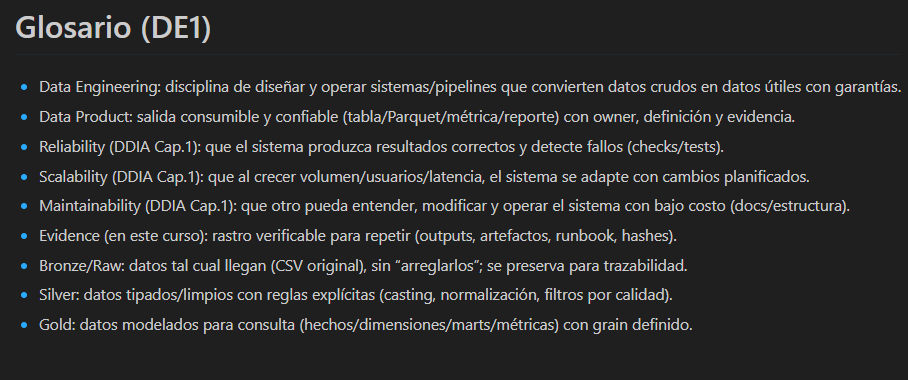 Glosario (DE1)
Data Engineering: disciplina de diseñar y operar sistemas/pipelines que convierten datos crudos en datos útiles con garantías.
Data Product: salida consumible y confiable (tabla/Parquet/métrica/reporte) con owner, definición y evidencia.
Reliability (DDIA Cap.1): que el sistema produzca resultados correctos y detecte fallos (checks/tests).
Scalability (DDIA Cap.1): que al crecer volumen/usuarios/latencia, el sistema se adapte con cambios planificados.
Maintainability (DDIA Cap.1): que otro pueda entender, modificar y operar el sistema con bajo costo (docs/estructura).
Evidence (en este curso): rastro verificable para repetir (outputs, artefactos, runbook, hashes).
Bronze/Raw: datos tal cual llegan (CSV original), sin “arreglarlos”; se preserva para trazabilidad.
Silver: datos tipados/limpios con reglas explícitas (casting, normalización, filtros por calidad).
Gold: datos modelados para consulta (hechos/dimensiones/marts/métricas) con grain definido.